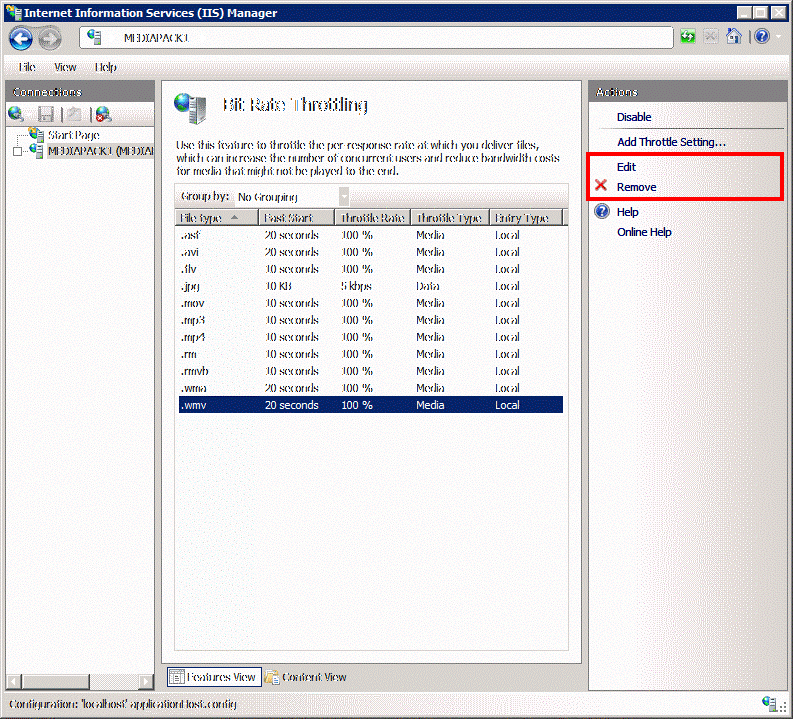 Internet Information Services (IIS) Manager
MEDIAPACK1
File View Help
Connections
Start Page
MEDIAPACK1 (MEDIAI
Bit Rate Throttling
Use this feature to throttle the per-response rate at which you deliver files,
which can increase the number of concurrent users and reduce bandwidth costs
for media that might not be played to the end.
Group by: No Grouping
File Type Fast Start Throttle Rate Throttle Type Entry Type
.asf 20 seconds 100 % Media Local
.avi 20 seconds 100 % Media Local
.flv 10 seconds 100 % Media Local
.jpg 10 KB 5 kbps Data Local
.mov 10 seconds 100 % Media Local
.mp3 10 seconds 100 % Media Local
.mp4 10 seconds 100 % Media Local
.rm 10 seconds 100 % Media Local
.rmvb 10 seconds 100 % Media Local
.wma 20 seconds 100 % Media Local
.wmv 20 seconds 100 % Media Local
Actions
Disable
Add Throttle Setting...
Edit
Remove
Help
Online Help
Features View Content View
Configuration: 'localhost' applicationHost.config